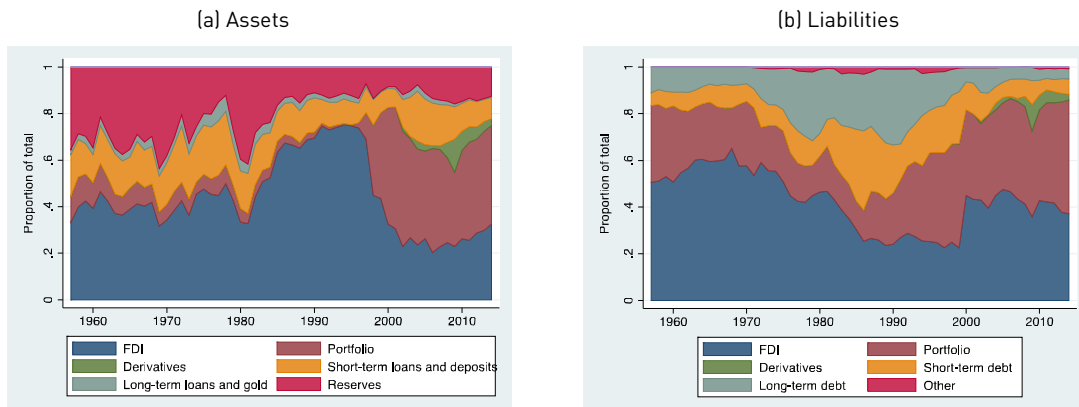 (a) Assets
Proportion of total
1
.8
.6
.4
.2
0
1960 1970 1980 1990 2000 2010
FDI Portfolio
Derivatives Short-term loans and deposits
Long-term loans and gold Reserves
(b) Liabilities
Proportion of total
1
.8
.6
.4
.2
0
1960 1970 1980 1990 2000 2010
FDI Portfolio
Derivatives Short-term debt
Long-term debt Other